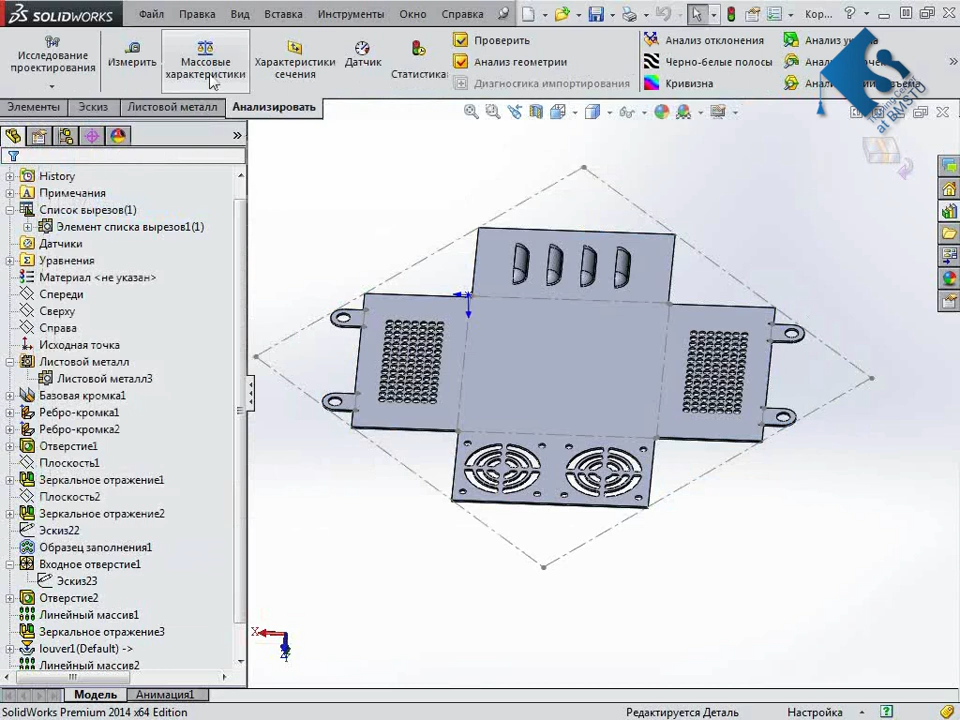 SOLIDWORKS
Файл Правка Вид Вставка Инструменты Окно Справка
Кор...
Исследование
проектирования
Измерить
Массовые
характеристики
Характеристики
сечения
Датчик
Статистика
Проверить
Анализ геометрии
Диагностика импортирования
Анализ отклонения
Черно-белые полосы
Кривизна
Training Center
at BMSTU
Элементы Эскиз Листовой металл Анализировать
History
Примечания
Список вырезов(1)
Элемент списка вырезов1(1)
Датчики
Уравнения
Материал <не указан>
Спереди
Сверху
Справа
Исходная точка
Листовой металл
Листовой металл3
Базовая кромка1
Ребро-кромка1
Ребро-кромка2
Отверстие1
Плоскость1
Зеркальное отражение1
Плоскость2
Зеркальное отражение2
Эскиз22
Образец заполнения1
Входное отверстие1
Эскиз23
Отверстие2
Линейный массив1
Зеркальное отражение3
louver1(Default) ->
Линейный массив2
X
Z
Модель Анимация1
SolidWorks Premium 2014 x64 Edition
Редактируется Деталь
Настройка